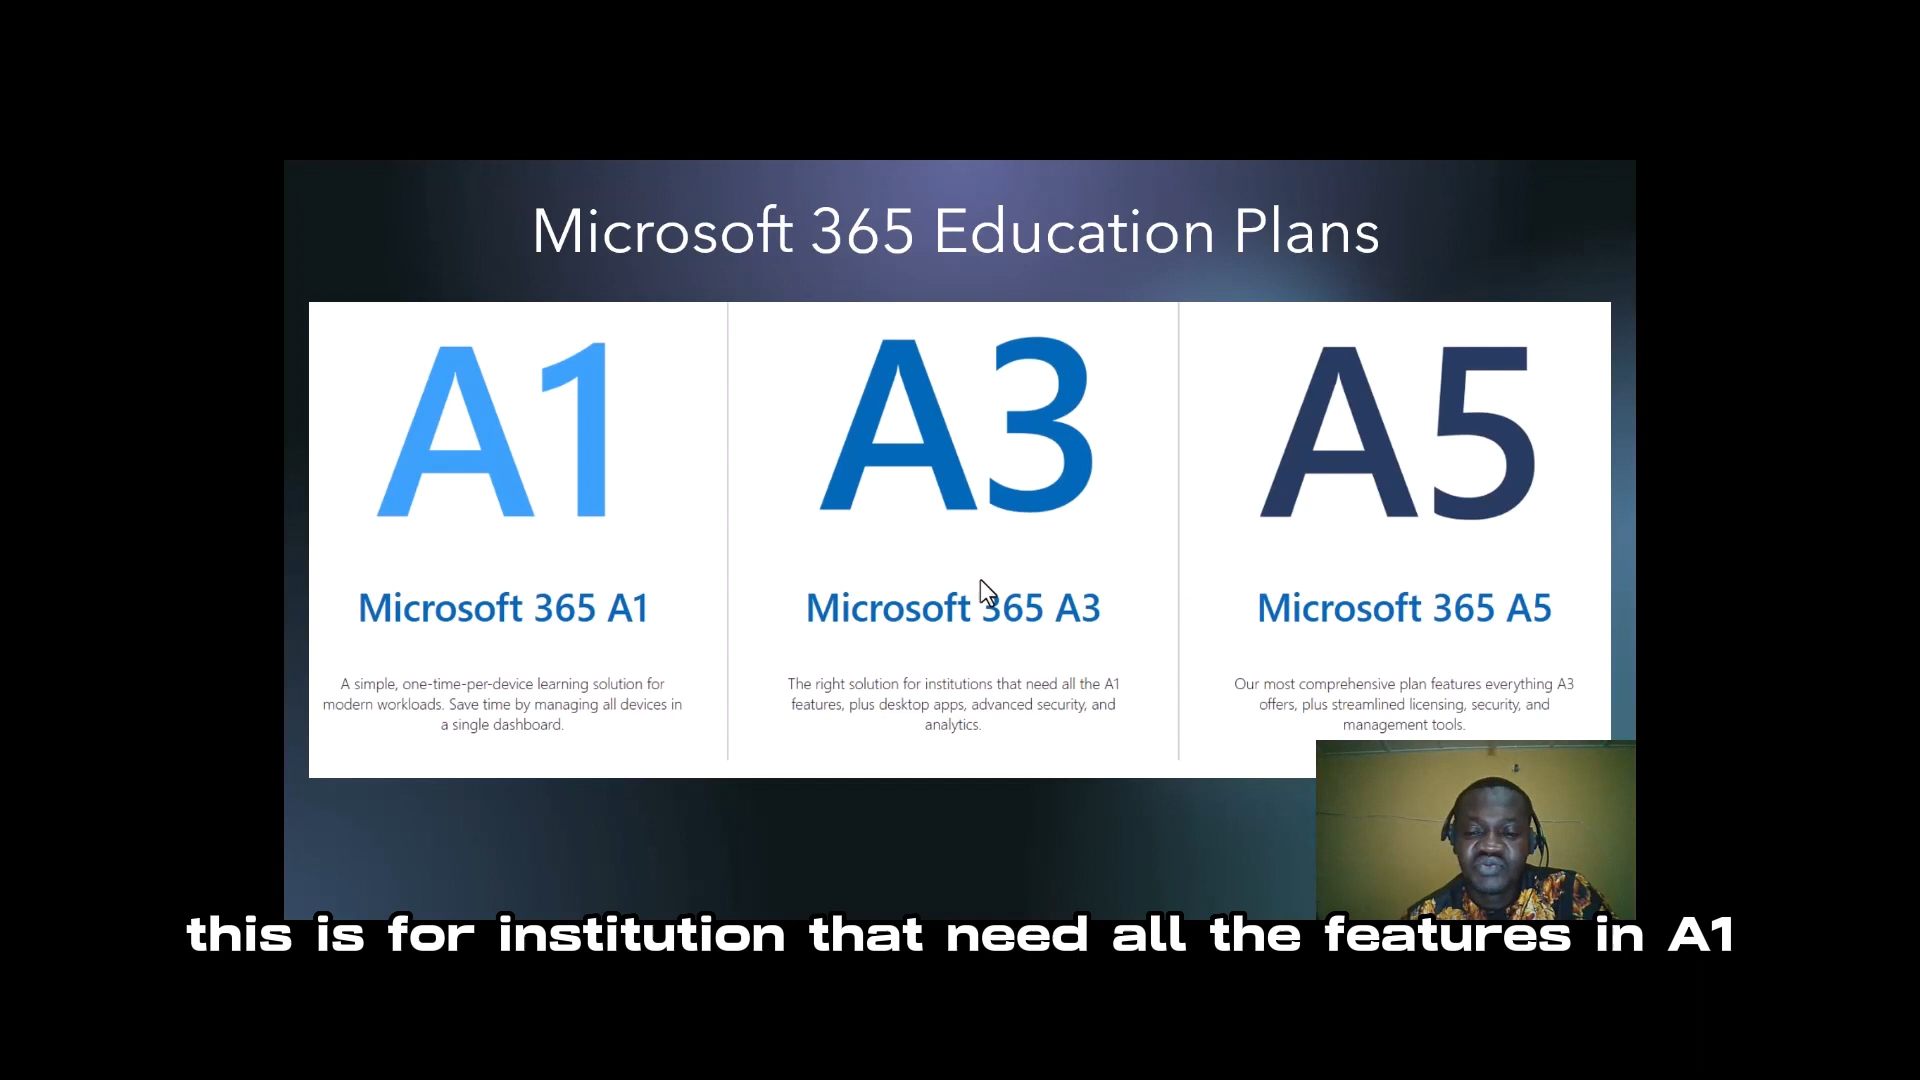 Microsoft 365 Education Plans
A1
A3
A5
Microsoft 365 A1
Microsoft 365 A3
Microsoft 365 A5
A simple, one-time-per-device learning solution for
modern workloads. Save time by managing all devices in
a single dashboard.
The right solution for institutions that need all the A1
features, plus desktop apps, advanced security, and
analytics.
Our most comprehensive plan features everything A3
offers, plus streamlined licensing, security, and
management tools.
this is for institution that need all the features in A1